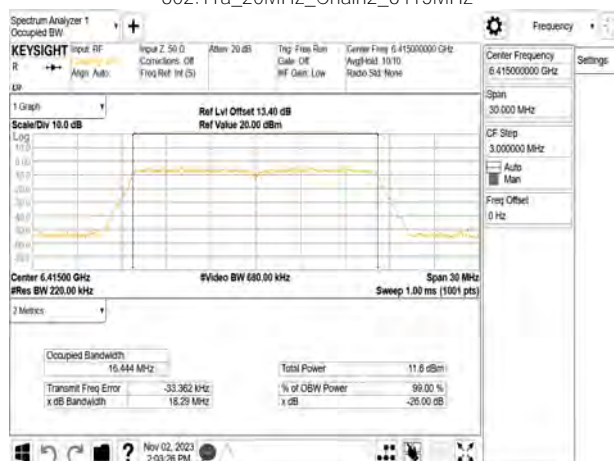 802.11a_20MHz_Chain2_6415MHz
Spectrum Analyzer 1
Occupied BW
Frequency
Settings
KEYSIGHT
Input: RF
Input Z: 50 Ω
Atten: 20 dB
Trig: Free Run
Center Freq: 6.415000000 GHz
R
Corrections: Off
Gate: Off
Avg|Hold: 10/10
Align: Auto
Freq Ref: Int (S)
#IF Gain: Low
Radio Std: None
Center Frequency
6.415000000 GHz
Span
30.000 MHz
CF Step
3.000000 MHz
Auto
Man
Freq Offset
0 Hz
1 Graph
Scale/Div 10.0 dB
Ref Lvl Offset 13.40 dB
Ref Value 20.00 dBm
Log
Center 6.41500 GHz
#Video BW 680.00 kHz
Span 30 MHz
#Res BW 220.00 kHz
Sweep 1.00 ms (1001 pts)
2 Metrics
Occupied Bandwidth
16.444 MHz
Total Power
11.6 dBm
Transmit Freq Error
-33.362 kHz
% of OBW Power
99.00 %
x dB Bandwidth
18.29 MHz
x dB
-26.00 dB
Nov 02, 2023
2:03:26 PM